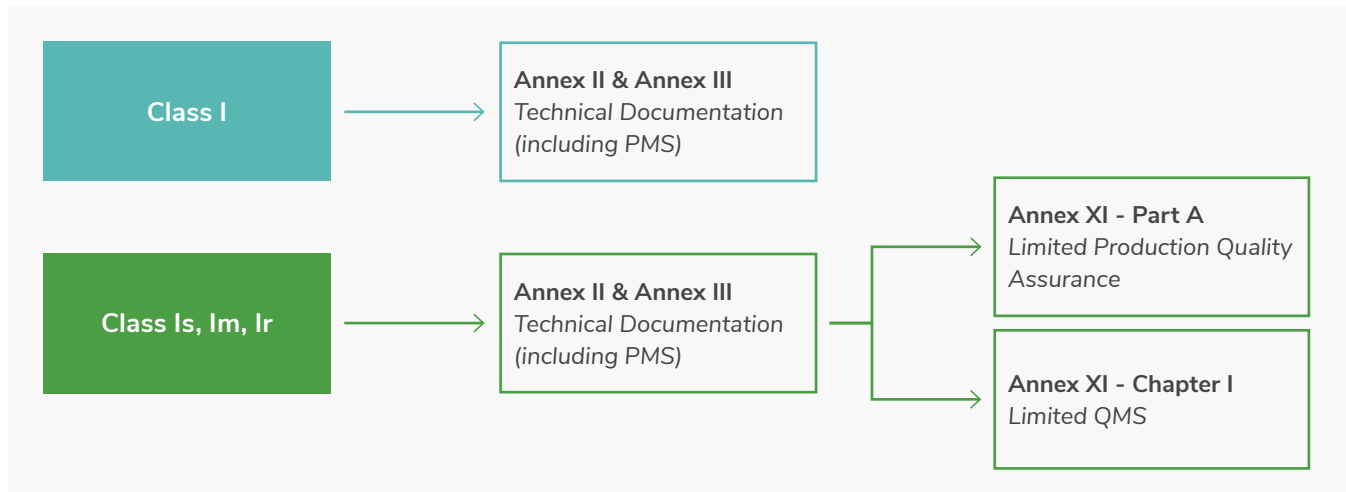 Class I
Annex II & Annex III
Technical Documentation
(including PMS)
Class Is, Im, Ir
Annex II & Annex III
Technical Documentation
(including PMS)
Annex XI - Part A
Limited Production Quality
Assurance
Annex XI - Chapter I
Limited QMS